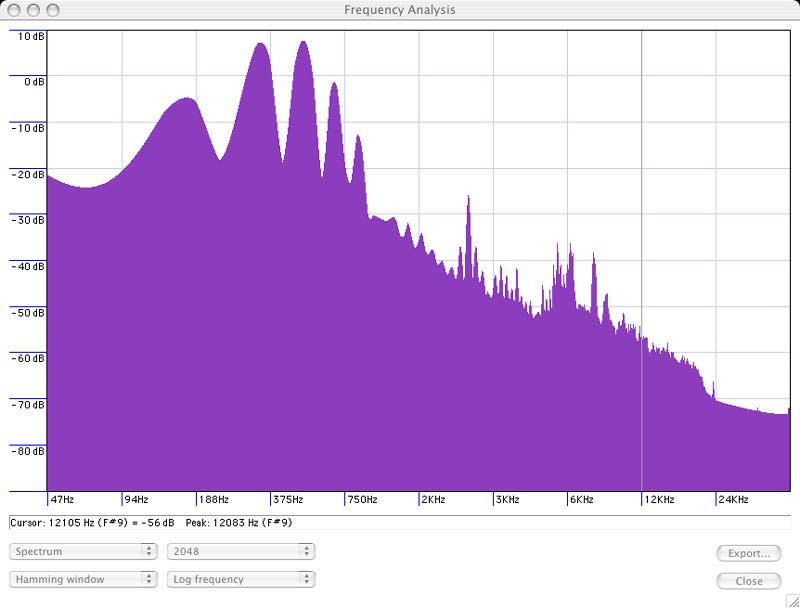 Frequency Analysis
10 dB
0 dB
-10 dB
-20 dB
-30 dB
-40 dB
-50 dB
-60 dB
-70 dB
-80 dB
47Hz 94Hz 188Hz 375Hz 750Hz 2KHz 3KHz 6KHz 12KHz 24KHz
Cursor: 12105 Hz (F#9) = -56 dB Peak: 12083 Hz (F#9)
Spectrum 2048 Export...
Hamming window Log frequency Close